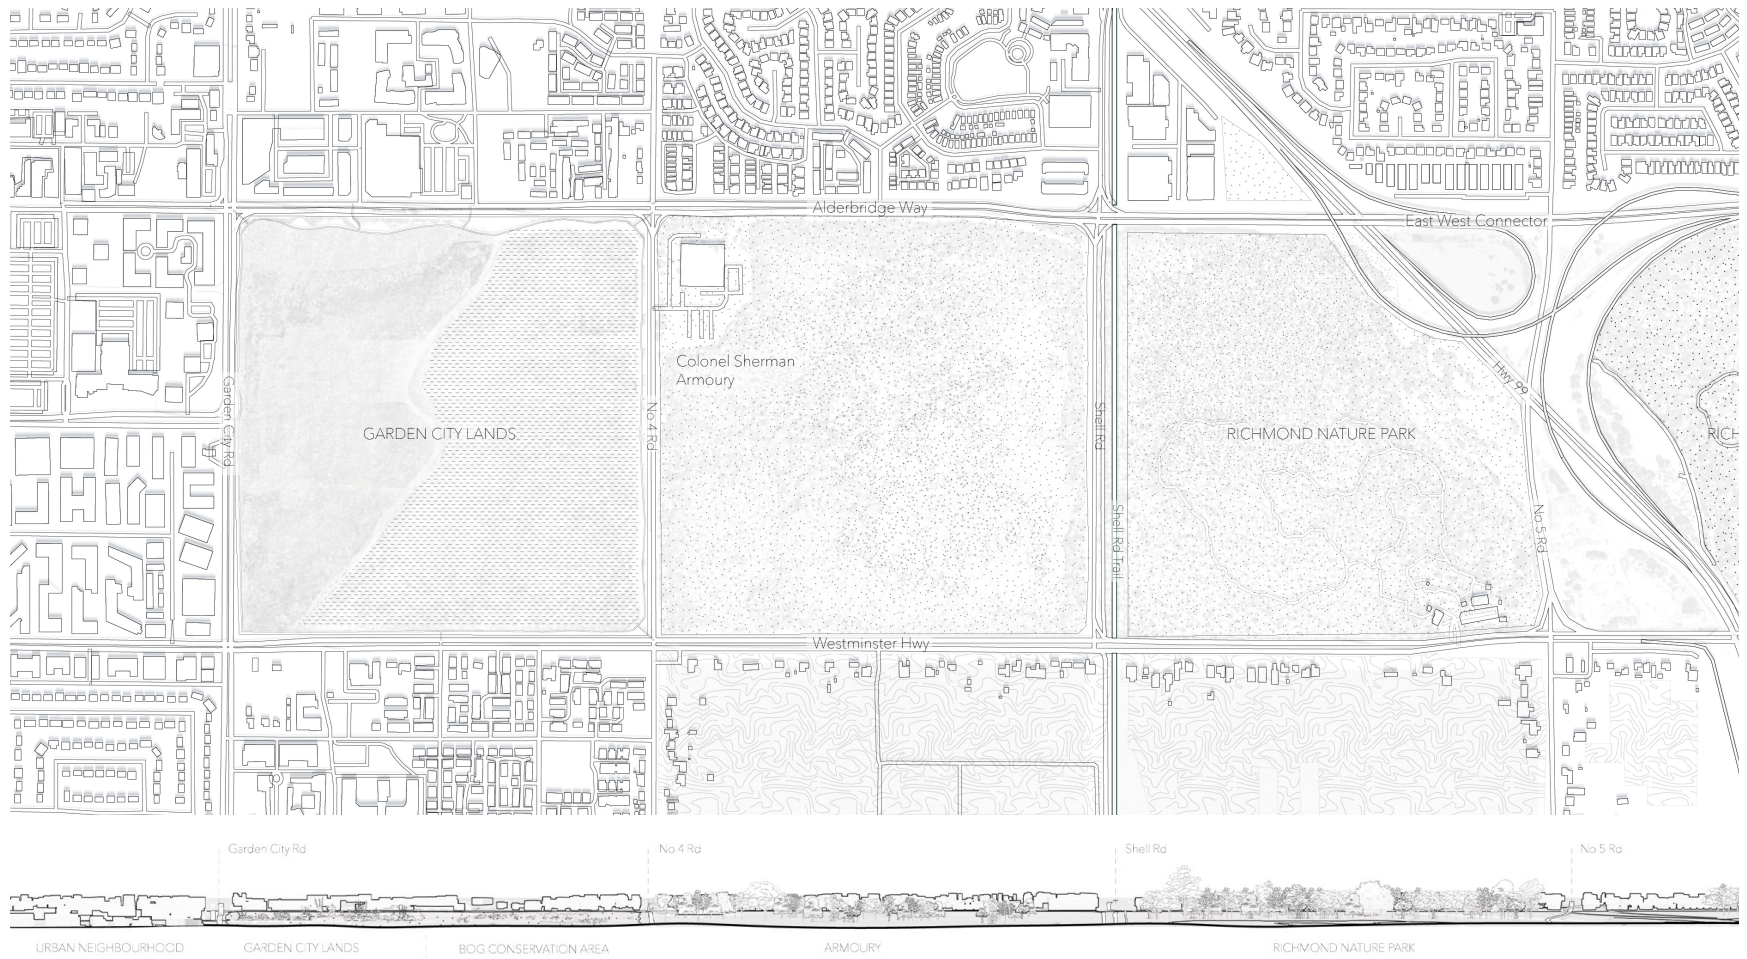 Alderbridge Way
East West Connector
Colonel Sherman
Armoury
Garden City Rd
No 4 Rd
Shell Rd
Hwy 99
GARDEN CITY LANDS
RICHMOND NATURE PARK
RICH
Shell Rd Trail
No 5 Rd
Westminster Hwy
Garden City Rd
No 4 Rd
Shell Rd
No 5 Rd
URBAN NEIGHBOURHOOD
GARDEN CITY LANDS
BOG CONSERVATION AREA
ARMOURY
RICHMOND NATURE PARK